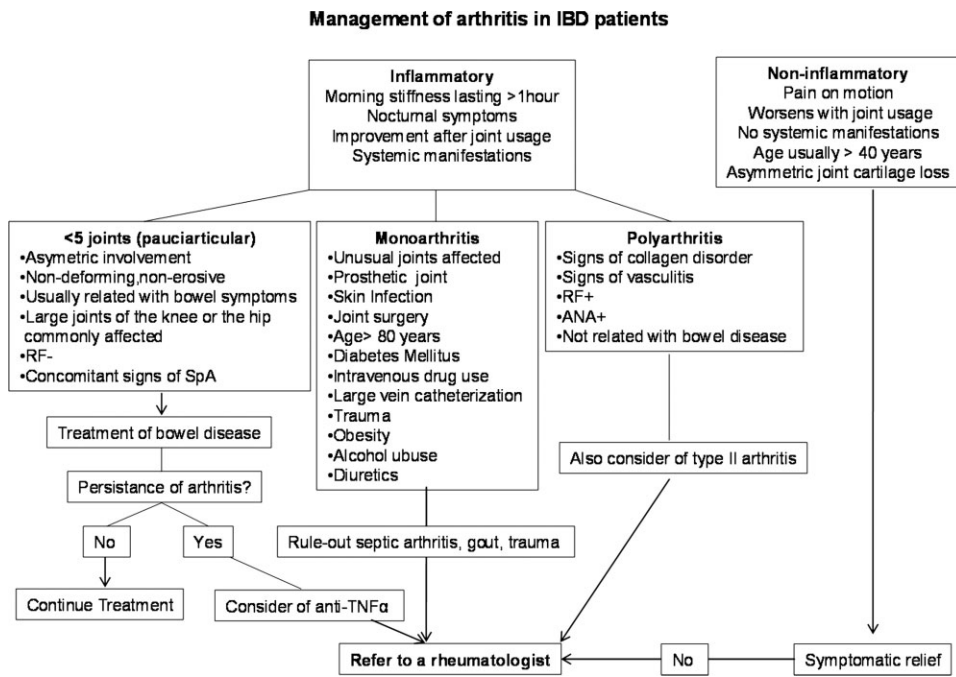 Management of arthritis in IBD patients
Inflammatory
Morning stiffness lasting >1hour
Nocturnal symptoms
Improvement after joint usage
Systemic manifestations
Non-inflammatory
Pain on motion
Worsens with joint usage
No systemic manifestations
Age usually > 40 years
Asymmetric joint cartilage loss
<5 joints (pauciarticular)
•Asymetric involvement
•Non-deforming,non-erosive
•Usually related with bowel symptoms
•Large joints of the knee or the hip
commonly affected
•RF-
•Concomitant signs of SpA
Monoarthritis
•Unusual joints affected
•Prosthetic joint
•Skin Infection
•Joint surgery
•Age> 80 years
•Diabetes Mellitus
•Intravenous drug use
•Large vein catheterization
•Trauma
•Obesity
•Alcohol ubuse
•Diuretics
Polyarthritis
•Signs of collagen disorder
•Signs of vasculitis
•RF+
•ANA+
•Not related with bowel disease
Treatment of bowel disease
Persistance of arthritis?
No
Yes
Continue Treatment
Consider of anti-TNFα
Rule-out septic arthritis, gout, trauma
Also consider of type II arthritis
Refer to a rheumatologist
No
Symptomatic relief